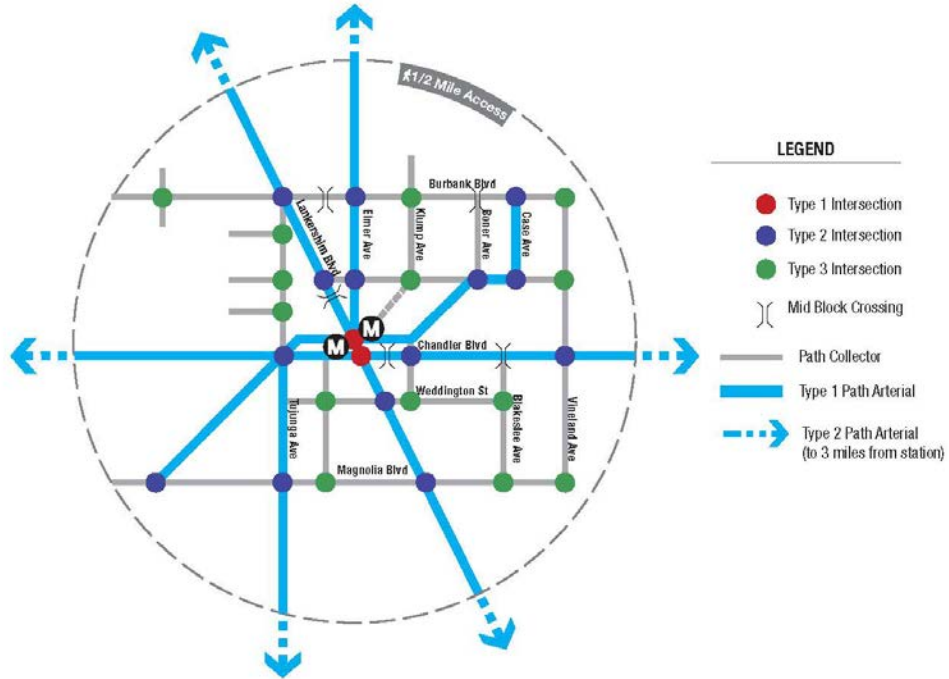 1/2 Mile Access
Burbank Blvd
Lankershim Blvd
Elmer Ave
Klump Ave
Boner Ave
Case Ave
M
M
Chandler Blvd
Weddington St
Tujunga Ave
Blakeslee Ave
Vineland Ave
Magnolia Blvd
LEGEND
Type 1 Intersection
Type 2 Intersection
Type 3 Intersection
Mid Block Crossing
Path Collector
Type 1 Path Arterial
Type 2 Path Arterial
(to 3 miles from station)